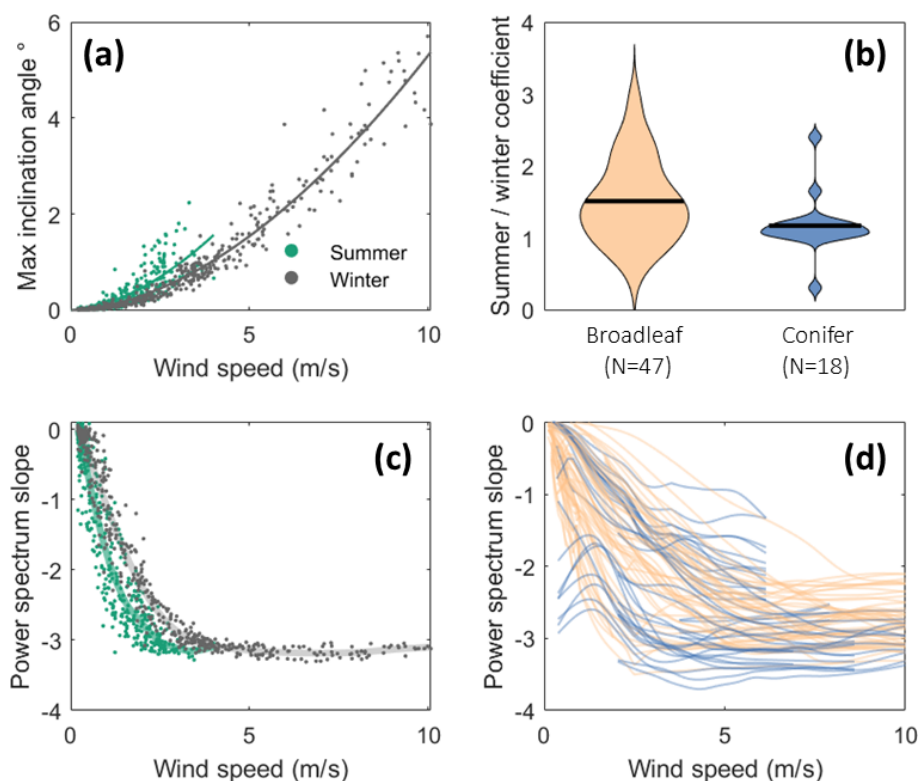 (a)
Max inclination angle °
6
4
2
0
0 5 10
Wind speed (m/s)
Summer
Winter
(b)
Summer / winter coefficient
4
3
2
1
0
Broadleaf
(N=47)
Conifer
(N=18)
(c)
Power spectrum slope
0
-1
-2
-3
-4
0 5 10
Wind speed (m/s)
(d)
Power spectrum slope
0
-1
-2
-3
-4
0 5 10
Wind speed (m/s)